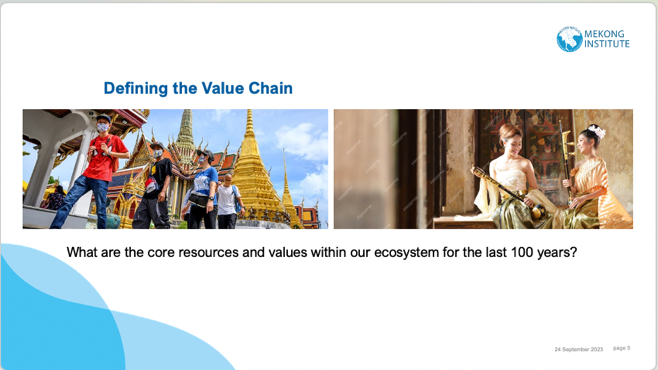 MEKONG
INSTITUTE
Defining the Value Chain
What are the core resources and values within our ecosystem for the last 100 years?
24 September 2023 page 5